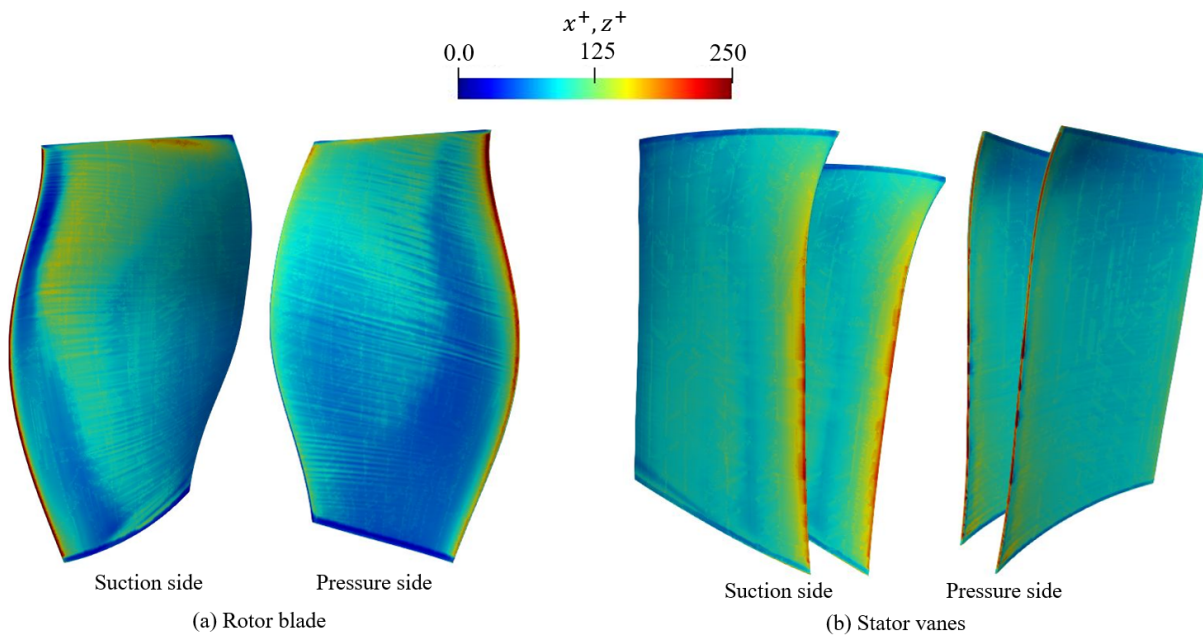 x⁺, z⁺
0.0 125 250
Suction side Pressure side Suction side Pressure side
(a) Rotor blade (b) Stator vanes